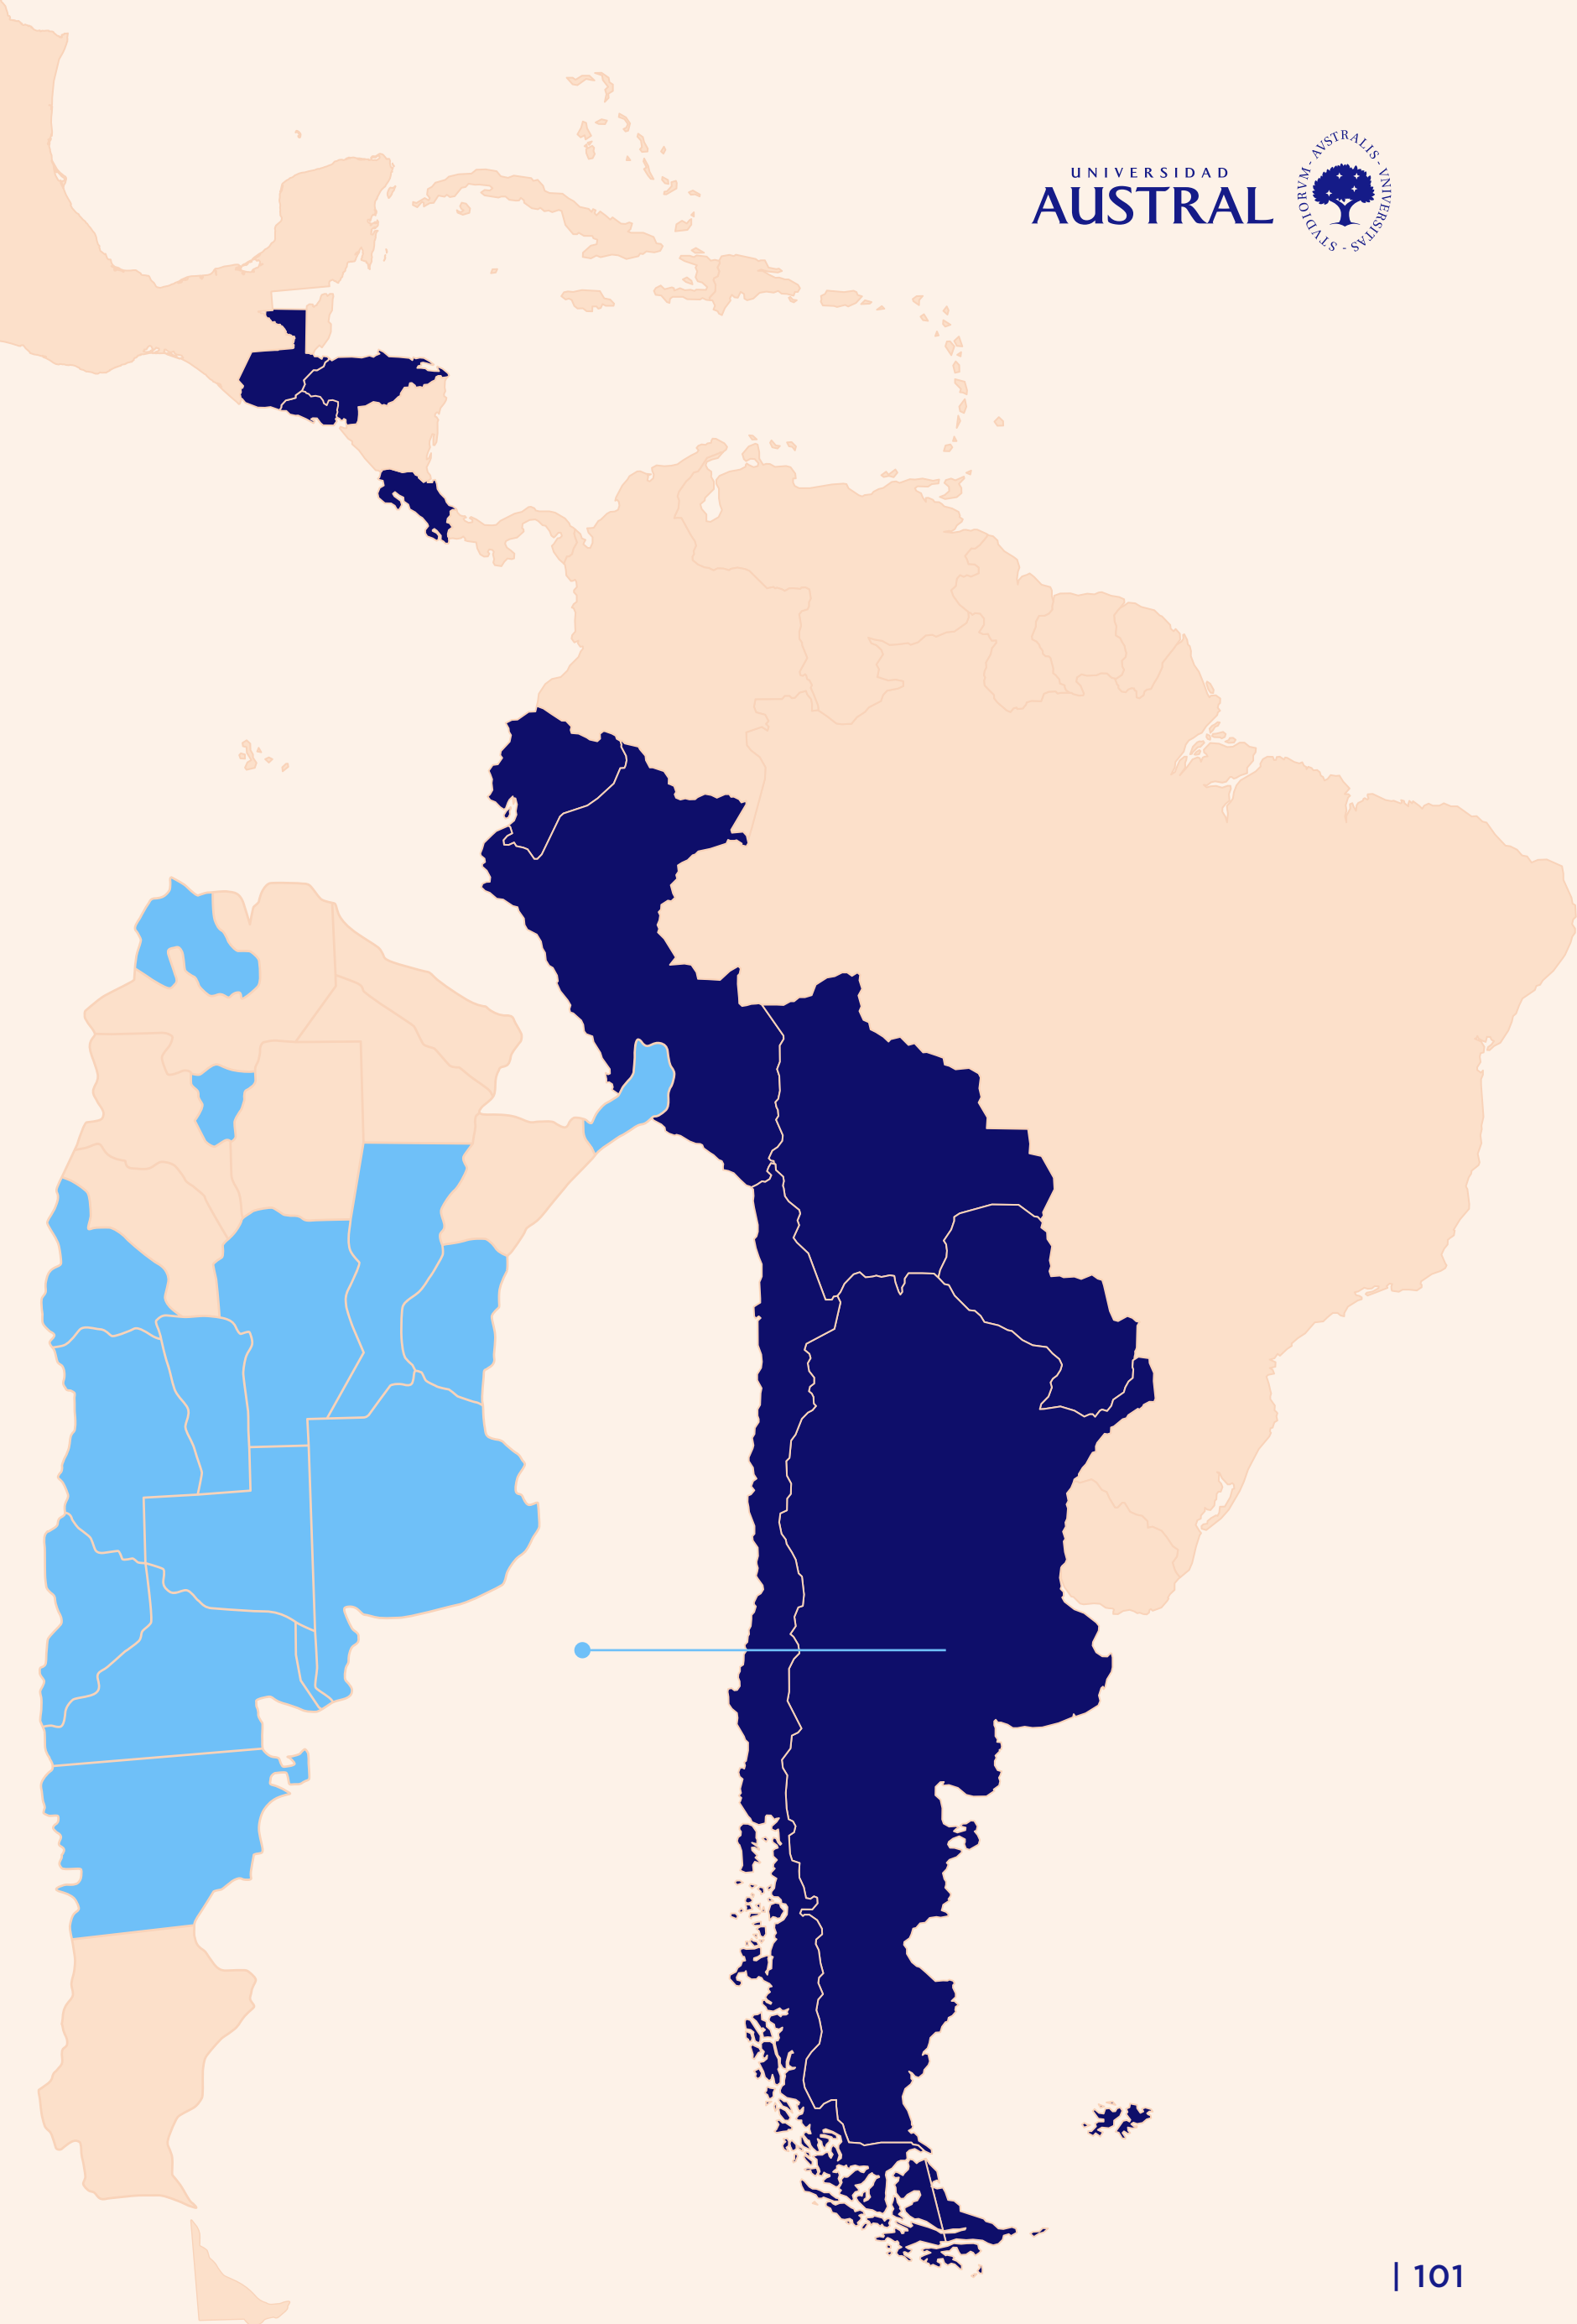 UNIVERSIDAD
AUSTRAL
STVDIORVM - AVSTRALIS - VNIVERSITAS -
| 101